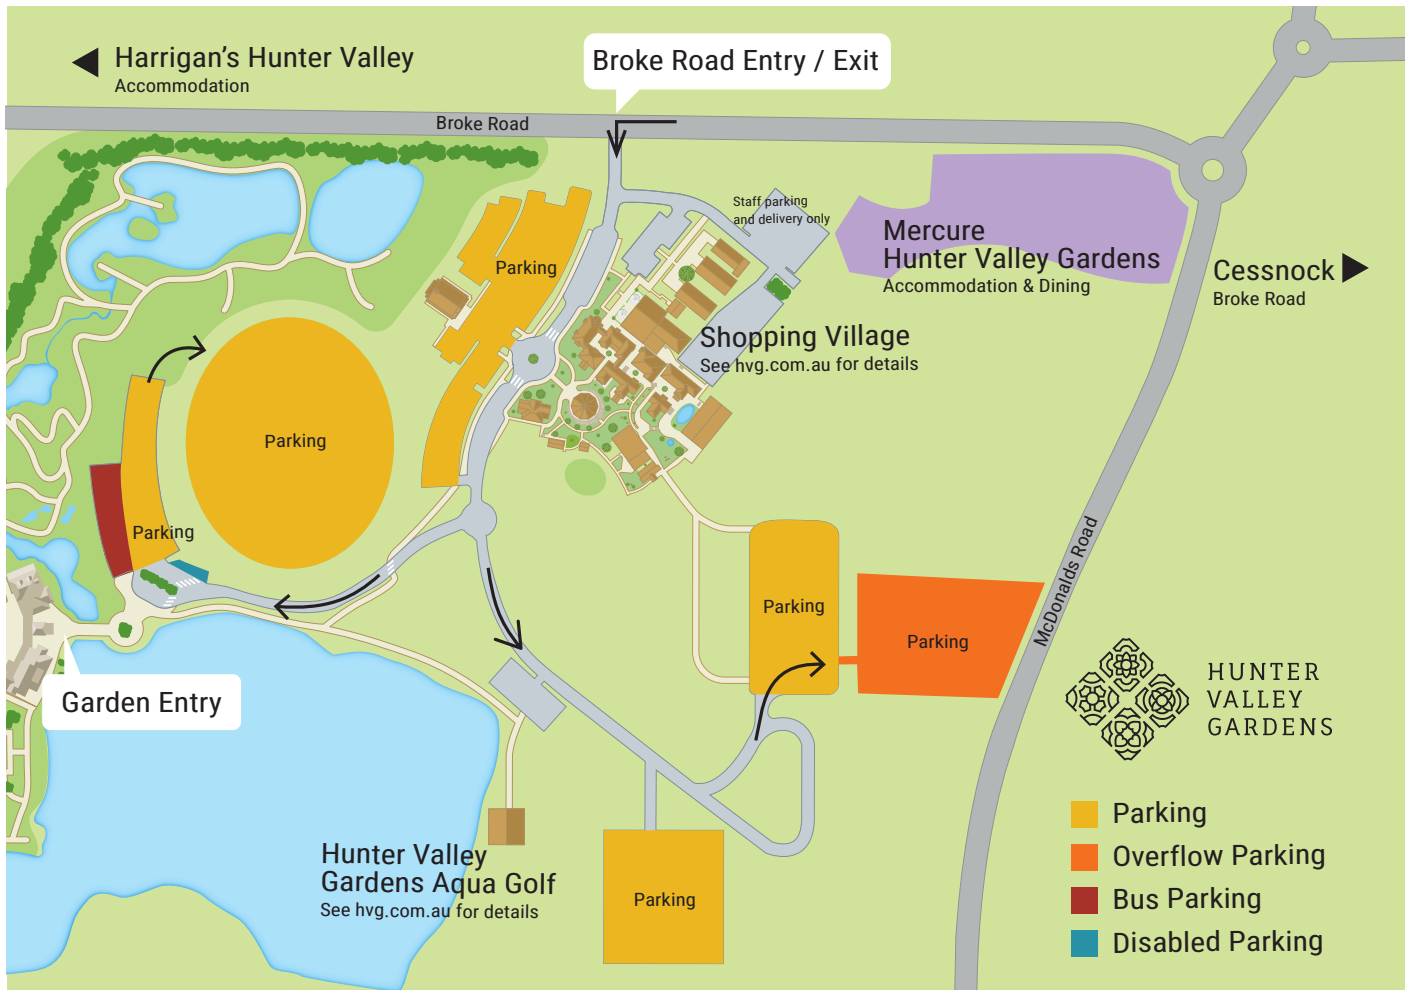 Harrigan's Hunter Valley
Accommodation
Broke Road Entry / Exit
Broke Road
Staff parking
and delivery only
Mercure
Hunter Valley Gardens
Accommodation & Dining
Cessnock
Broke Road
Parking
Shopping Village
See hvg.com.au for details
Parking
Parking
McDonalds Road
Parking
Parking
Garden Entry
HUNTER
VALLEY
GARDENS
Hunter Valley
Gardens Aqua Golf
See hvg.com.au for details
Parking
Parking
Overflow Parking
Bus Parking
Disabled Parking